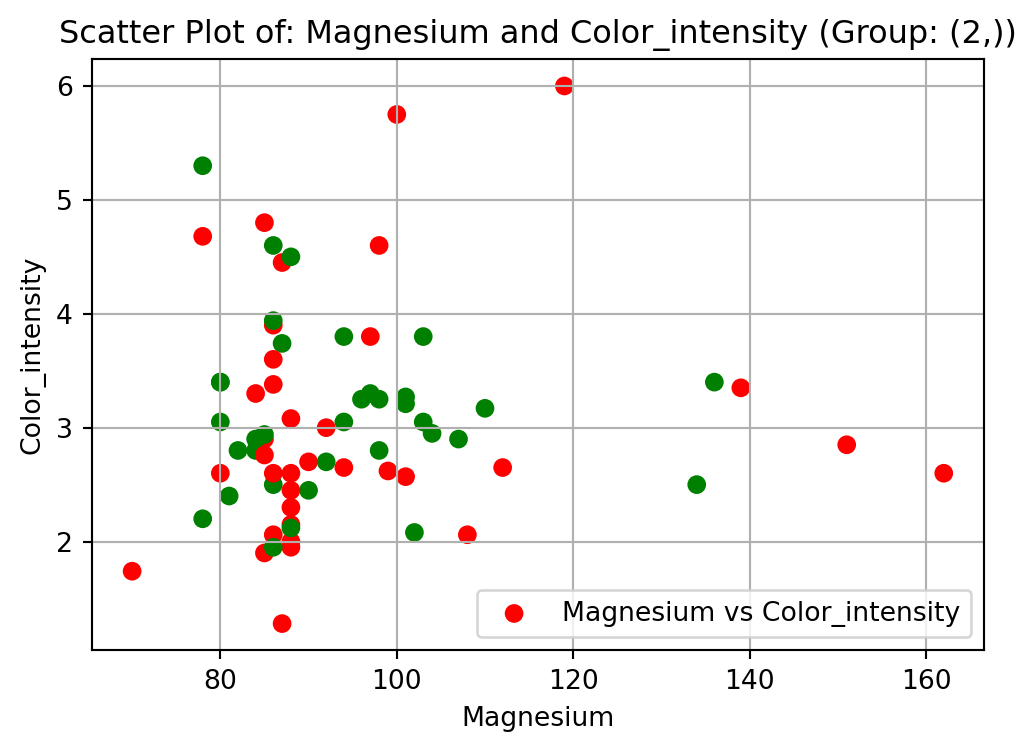 Scatter Plot of: Magnesium and Color_intensity (Group: (2,))
6
5
4
3
2
Color_intensity
Magnesium vs Color_intensity
80 100 120 140 160
Magnesium